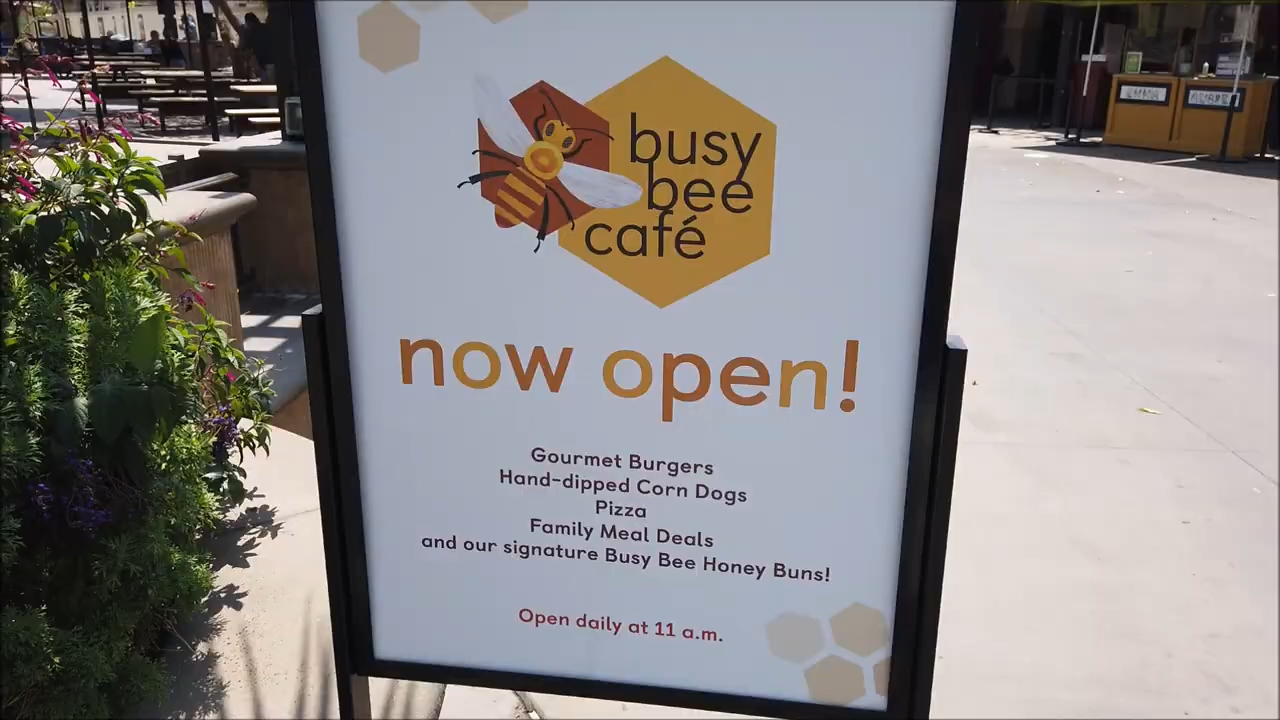 busy
bee
café
now open!
Gourmet Burgers
Hand-dipped Corn Dogs
Pizza
Family Meal Deals
and our signature Busy Bee Honey Buns!
Open daily at 11 a.m.